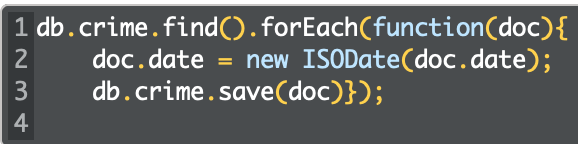 1 db.crime.find().forEach(function(doc){
2     doc.date = new ISODate(doc.date);
3     db.crime.save(doc)});
4